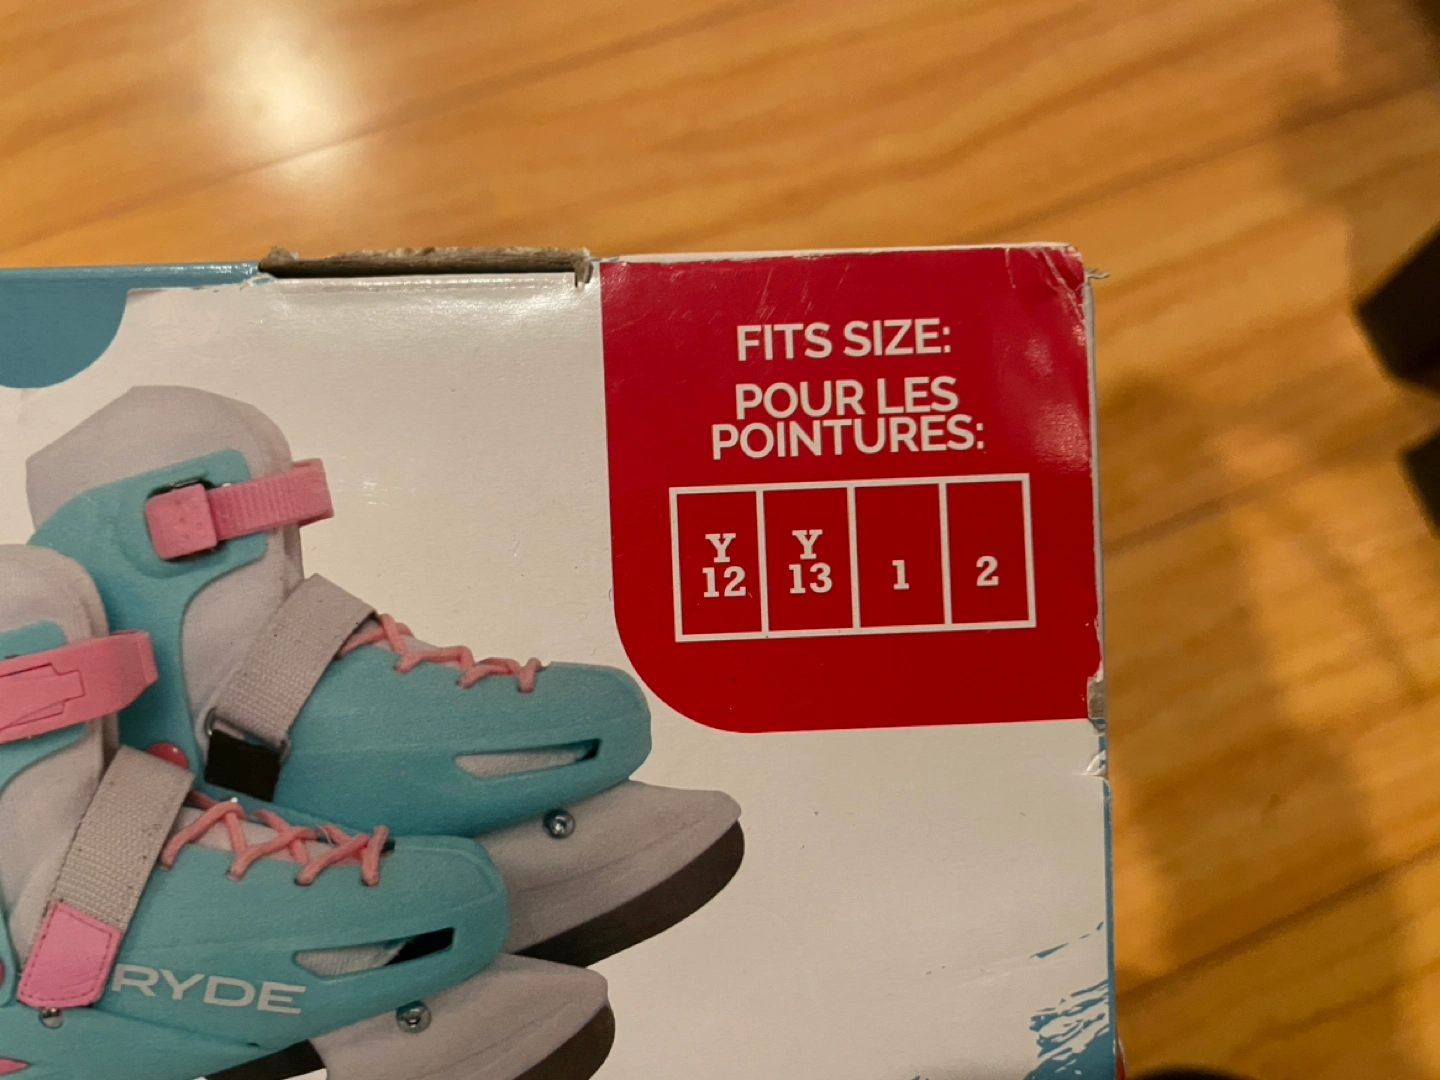 FITS SIZE:
POUR LES
POINTURES:
Y
12
Y
13
1
2
RYDE